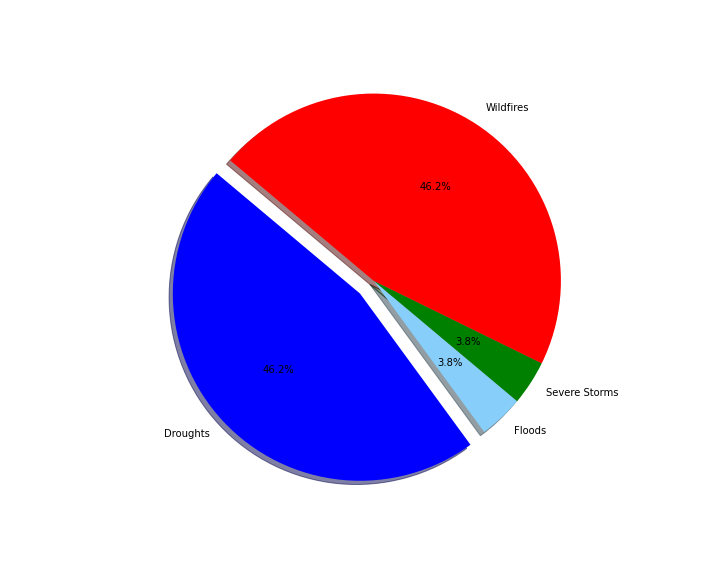 Wildfires
46.2%
3.8%
3.8%
46.2%
Severe Storms
Floods
Droughts